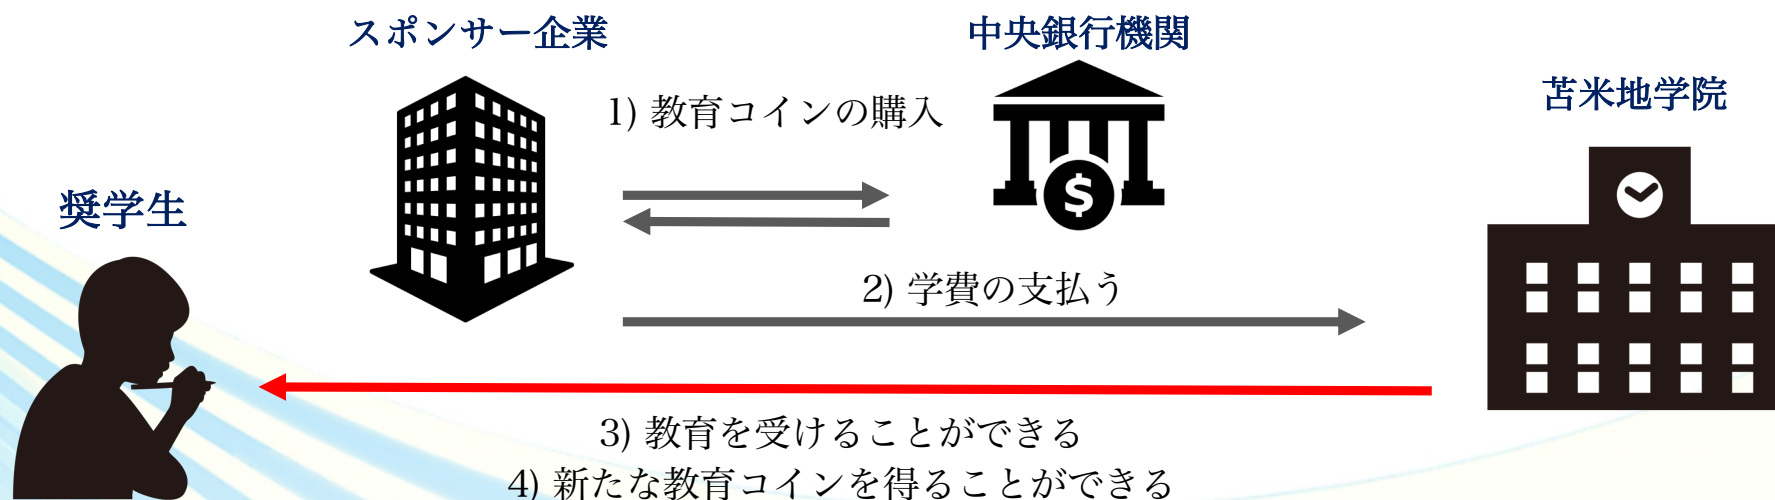 スポンサー企業
中央銀行機関
苫米地学院
奨学生
1) 教育コインの購入
$
2) 学費の支払う
3) 教育を受けることができる
4) 新たな教育コインを得ることができる